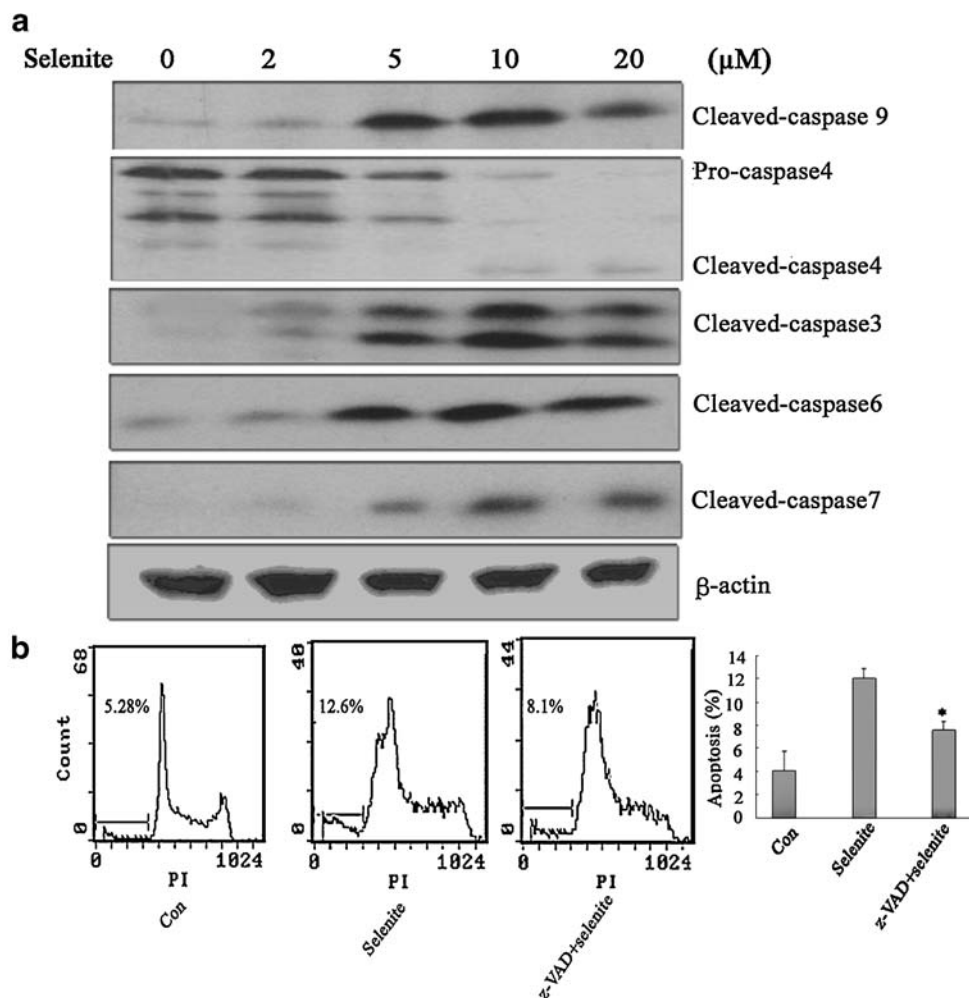 a
Selenite 0 2 5 10 20 (µM)
Cleaved-caspase 9
Pro-caspase4
Cleaved-caspase4
Cleaved-caspase3
Cleaved-caspase6
Cleaved-caspase7
β-actin
b
68
Count
0
5.28%
0 1024
PI
Con
40
0
12.6%
0 1024
PI
Selenite
44
0
8.1%
0 1024
PI
z-VAD+selenite
Apoptosis (%)
14
12
10
8
6
4
2
0
*
Con
Selenite
z-VAD+selenite